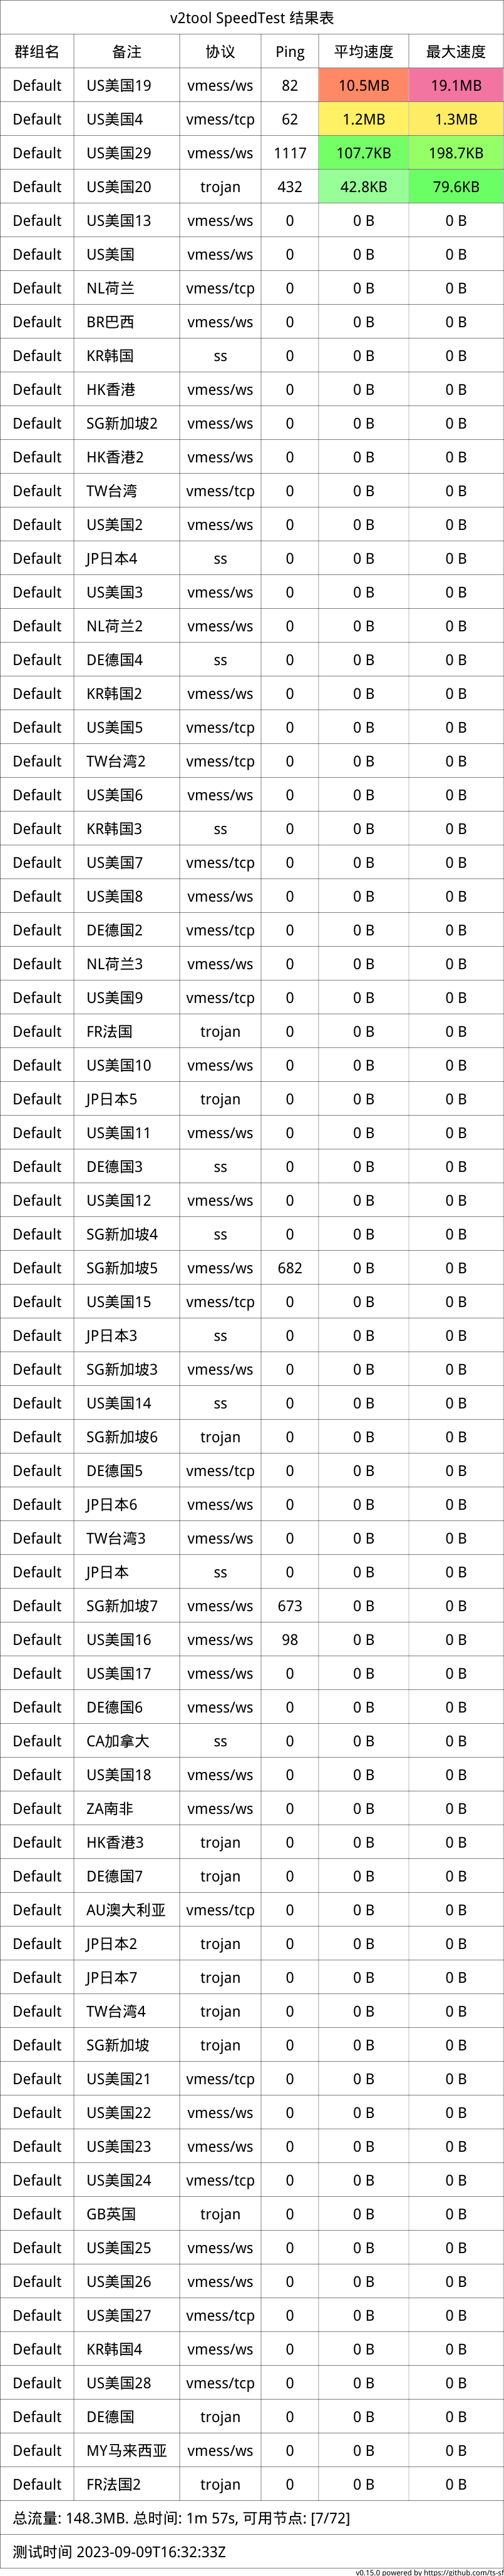 v2tool SpeedTest 结果表
群组名 备注 协议 Ping 平均速度 最大速度
Default US美国19 vmess/ws 82 10.5MB 19.1MB
Default US美国4 vmess/tcp 62 1.2MB 1.3MB
Default US美国29 vmess/ws 1117 107.7KB 198.7KB
Default US美国20 trojan 432 42.8KB 79.6KB
Default US美国13 vmess/ws 0 0 B 0 B
Default US美国 vmess/ws 0 0 B 0 B
Default NL荷兰 vmess/tcp 0 0 B 0 B
Default BR巴西 vmess/ws 0 0 B 0 B
Default KR韩国 ss 0 0 B 0 B
Default HK香港 vmess/ws 0 0 B 0 B
Default SG新加坡2 vmess/ws 0 0 B 0 B
Default HK香港2 vmess/ws 0 0 B 0 B
Default TW台湾 vmess/tcp 0 0 B 0 B
Default US美国2 vmess/ws 0 0 B 0 B
Default JP日本4 ss 0 0 B 0 B
Default US美国3 vmess/ws 0 0 B 0 B
Default NL荷兰2 vmess/ws 0 0 B 0 B
Default DE德国4 ss 0 0 B 0 B
Default KR韩国2 vmess/ws 0 0 B 0 B
Default US美国5 vmess/tcp 0 0 B 0 B
Default TW台湾2 vmess/tcp 0 0 B 0 B
Default US美国6 vmess/ws 0 0 B 0 B
Default KR韩国3 ss 0 0 B 0 B
Default US美国7 vmess/tcp 0 0 B 0 B
Default US美国8 vmess/ws 0 0 B 0 B
Default DE德国2 vmess/tcp 0 0 B 0 B
Default NL荷兰3 vmess/ws 0 0 B 0 B
Default US美国9 vmess/tcp 0 0 B 0 B
Default FR法国 trojan 0 0 B 0 B
Default US美国10 vmess/ws 0 0 B 0 B
Default JP日本5 trojan 0 0 B 0 B
Default US美国11 vmess/ws 0 0 B 0 B
Default DE德国3 ss 0 0 B 0 B
Default US美国12 vmess/ws 0 0 B 0 B
Default SG新加坡4 ss 0 0 B 0 B
Default SG新加坡5 vmess/ws 682 0 B 0 B
Default US美国15 vmess/tcp 0 0 B 0 B
Default JP日本3 ss 0 0 B 0 B
Default SG新加坡3 vmess/ws 0 0 B 0 B
Default US美国14 ss 0 0 B 0 B
Default SG新加坡6 trojan 0 0 B 0 B
Default DE德国5 vmess/tcp 0 0 B 0 B
Default JP日本6 vmess/ws 0 0 B 0 B
Default TW台湾3 vmess/ws 0 0 B 0 B
Default JP日本 ss 0 0 B 0 B
Default SG新加坡7 vmess/ws 673 0 B 0 B
Default US美国16 vmess/ws 98 0 B 0 B
Default US美国17 vmess/ws 0 0 B 0 B
Default DE德国6 vmess/ws 0 0 B 0 B
Default CA加拿大 ss 0 0 B 0 B
Default US美国18 vmess/ws 0 0 B 0 B
Default ZA南非 vmess/ws 0 0 B 0 B
Default HK香港3 trojan 0 0 B 0 B
Default DE德国7 trojan 0 0 B 0 B
Default AU澳大利亚 vmess/tcp 0 0 B 0 B
Default JP日本2 trojan 0 0 B 0 B
Default JP日本7 trojan 0 0 B 0 B
Default TW台湾4 trojan 0 0 B 0 B
Default SG新加坡 trojan 0 0 B 0 B
Default US美国21 vmess/tcp 0 0 B 0 B
Default US美国22 vmess/ws 0 0 B 0 B
Default US美国23 vmess/ws 0 0 B 0 B
Default US美国24 vmess/tcp 0 0 B 0 B
Default GB英国 trojan 0 0 B 0 B
Default US美国25 vmess/ws 0 0 B 0 B
Default US美国26 vmess/ws 0 0 B 0 B
Default US美国27 vmess/tcp 0 0 B 0 B
Default KR韩国4 vmess/ws 0 0 B 0 B
Default US美国28 vmess/tcp 0 0 B 0 B
Default DE德国 trojan 0 0 B 0 B
Default MY马来西亚 vmess/ws 0 0 B 0 B
Default FR法国2 trojan 0 0 B 0 B
总流量: 148.3MB. 总时间: 1m 57s, 可用节点: [7/72]
测试时间 2023-09-09T16:32:33Z
v0.15.0 powered by https://github.com/ts-sf